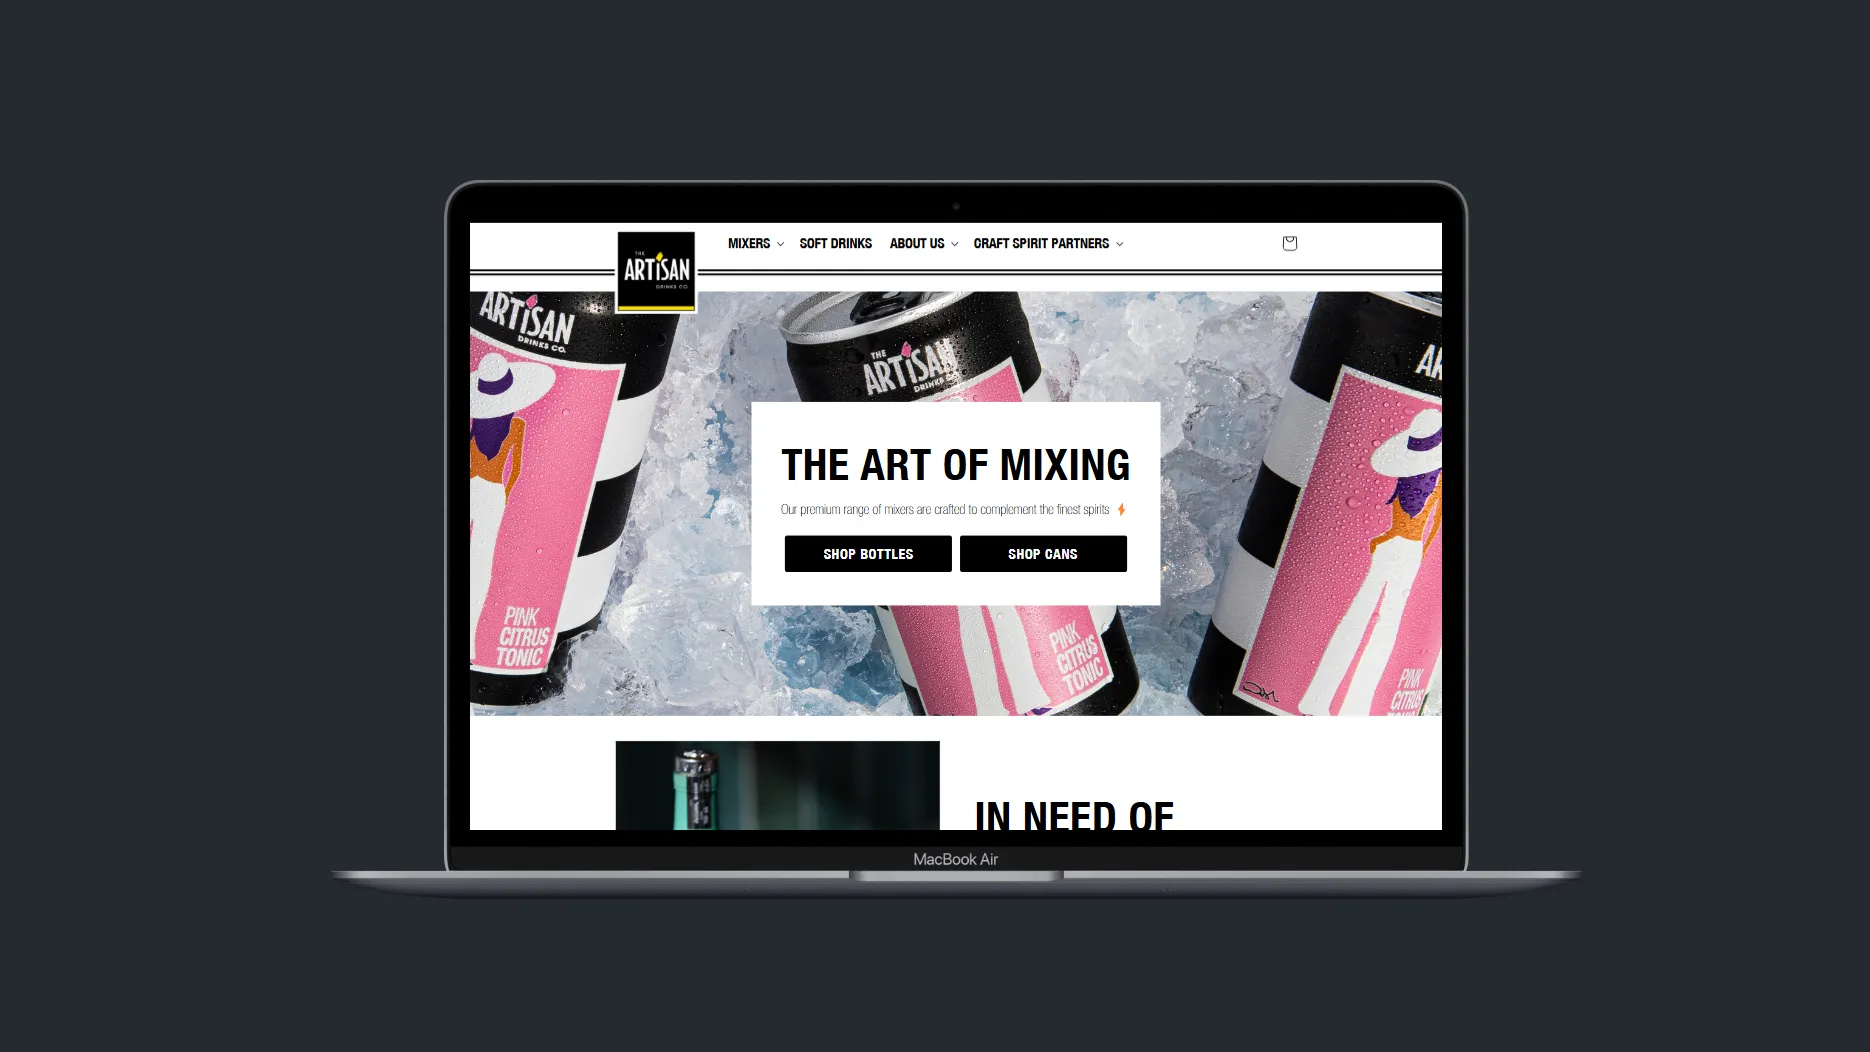 MIXERS
SOFT DRINKS
ABOUT US
CRAFT SPIRIT PARTNERS
THE
ARTISAN
DRINKS CO.
ARTISAN
DRINKS CO.
THE
ARTISAN
DRINKS
THE ART OF MIXING
Our premium range of mixers are crafted to complement the finest spirits
SHOP BOTTLES
SHOP CANS
PINK
CITRUS
TONIC
PINK
CITRUS
TONIC
PINK
CITRUS
IN NEED OF
MacBook Air